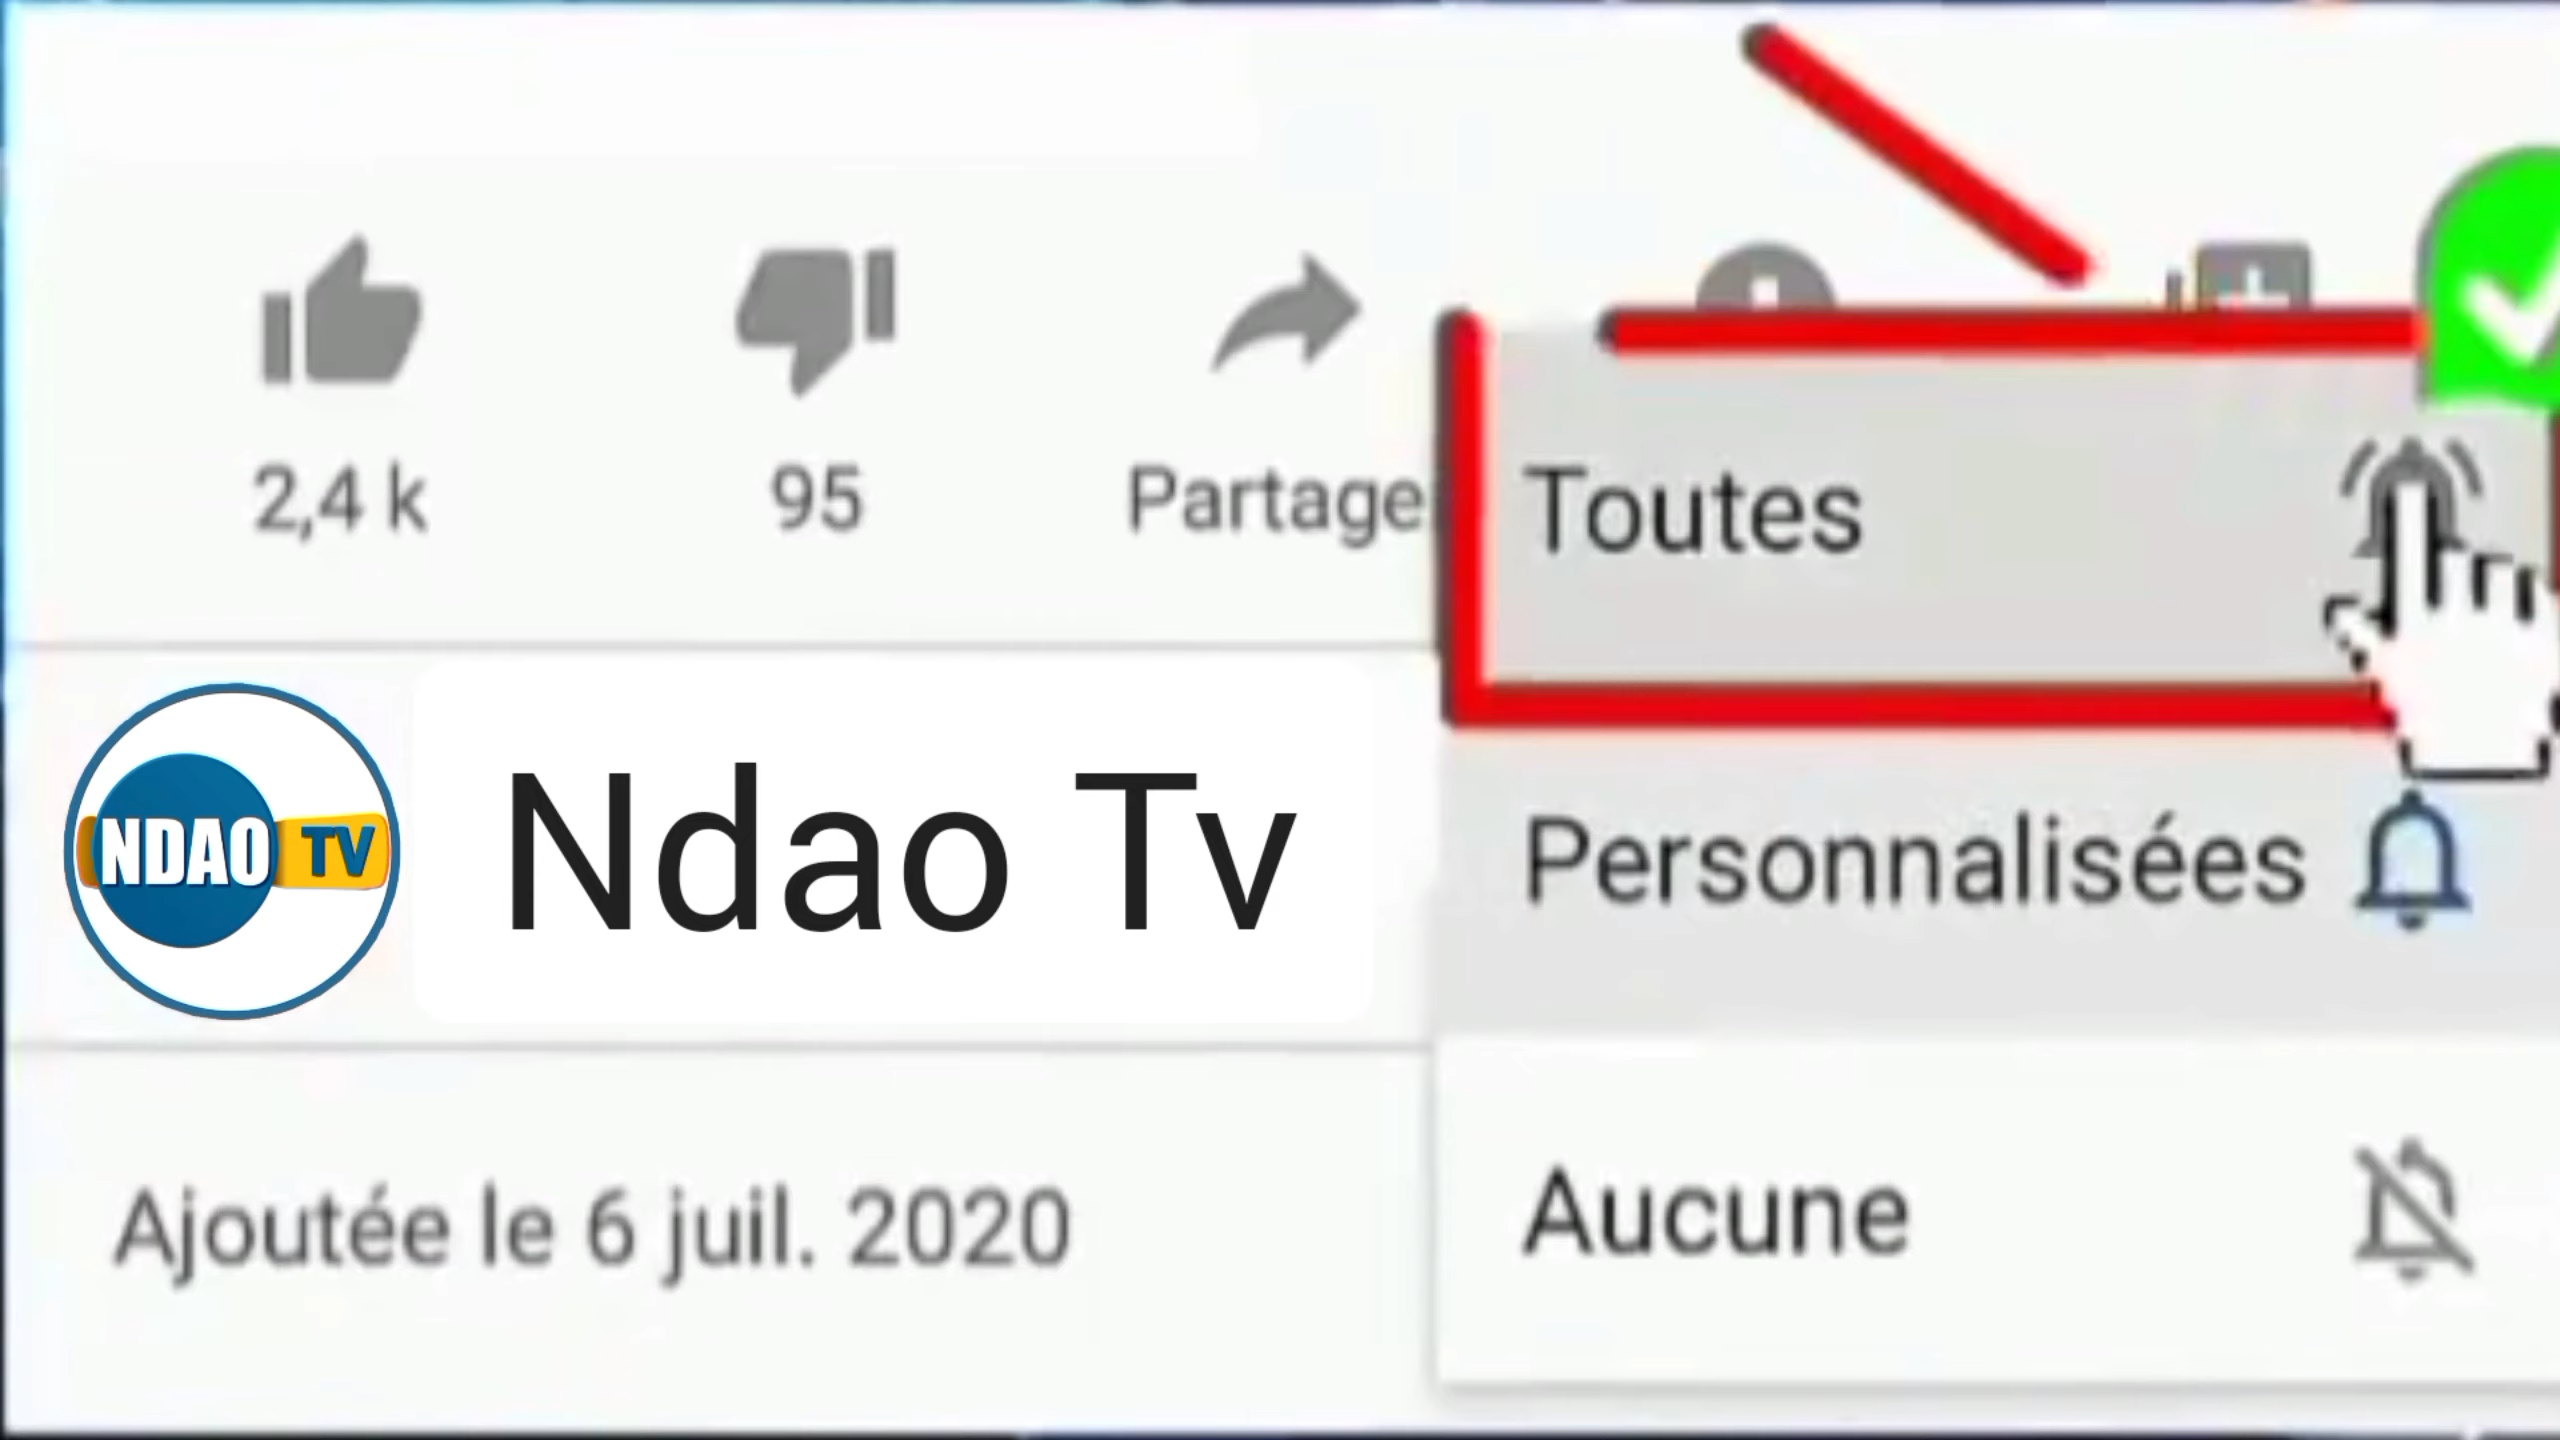 2,4 k
95
Partage
Toutes
NDAO TV
Ndao Tv
Personnalisées
Ajoutée le 6 juil. 2020
Aucune